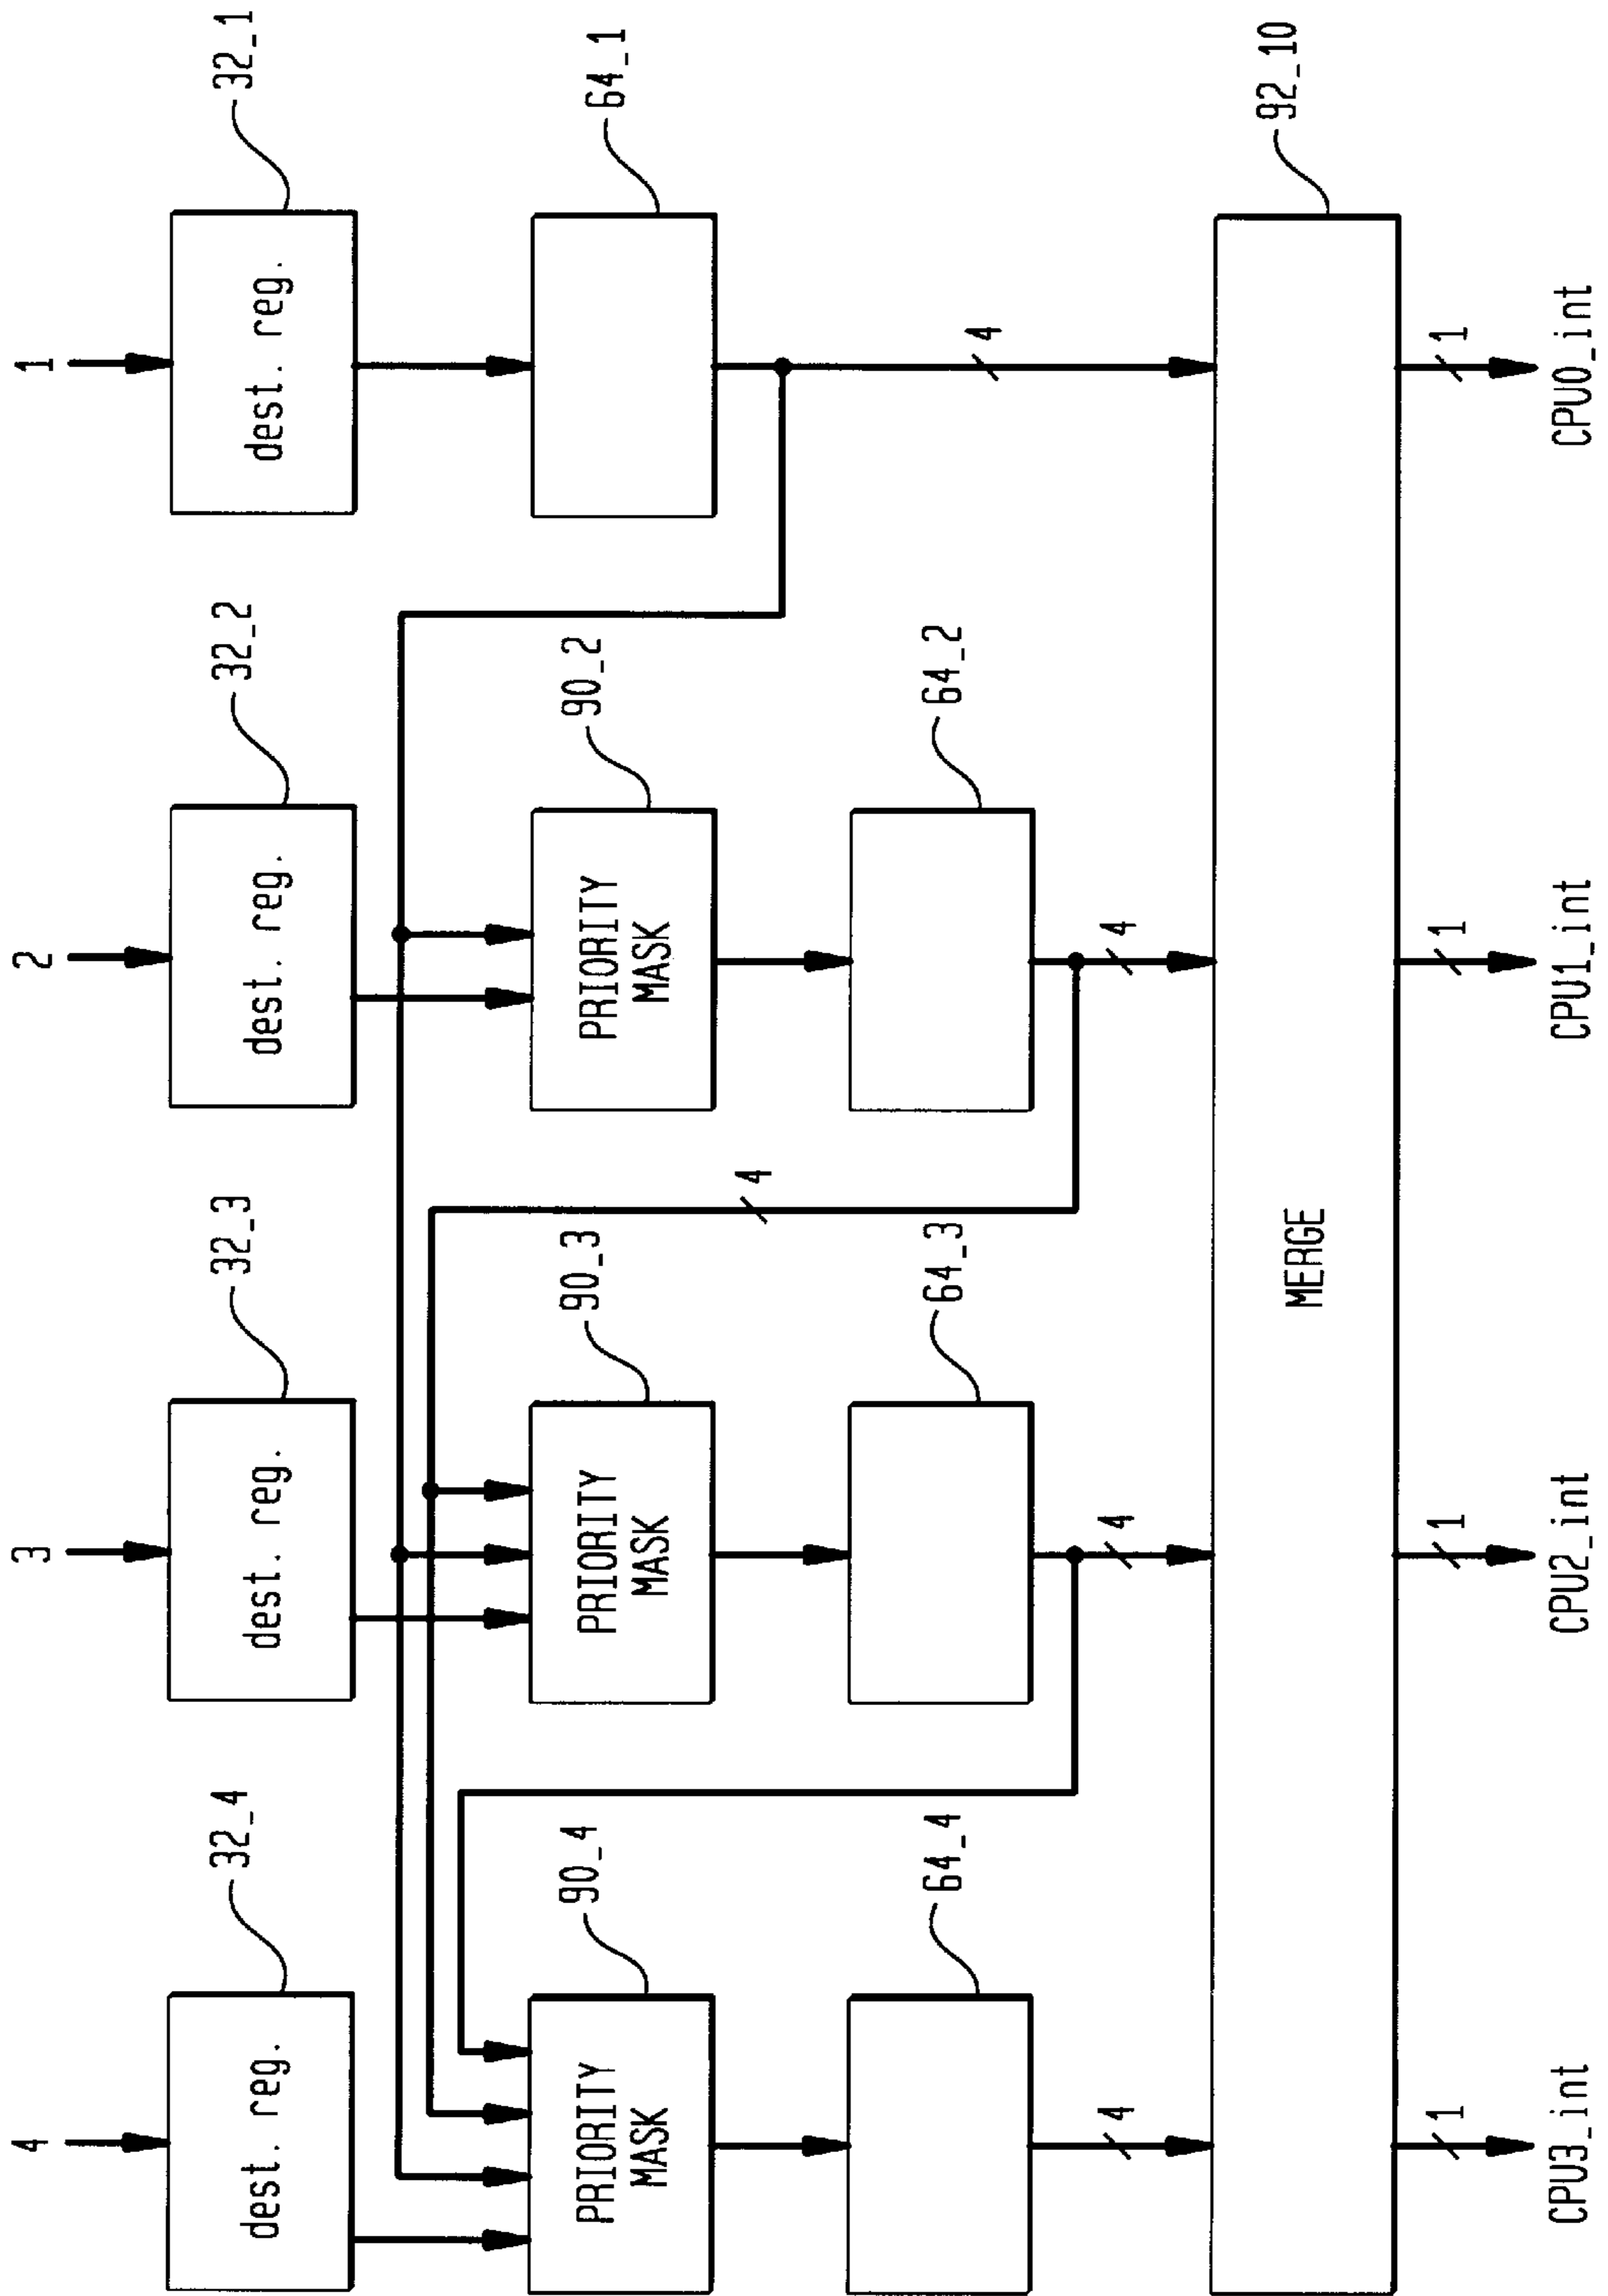 4
3
2
1
32_4
32_3
32_2
32_1
dest. reg.
dest. reg.
dest. reg.
dest. reg.
90_4
90_3
90_2
64_1
PRIORITY
MASK
PRIORITY
MASK
PRIORITY
MASK
4
4
64_4
64_3
64_2
4
4
4
92_10
MERGE
1
1
1
1
CPU3_int
CPU2_int
CPU1_int
CPU0_int